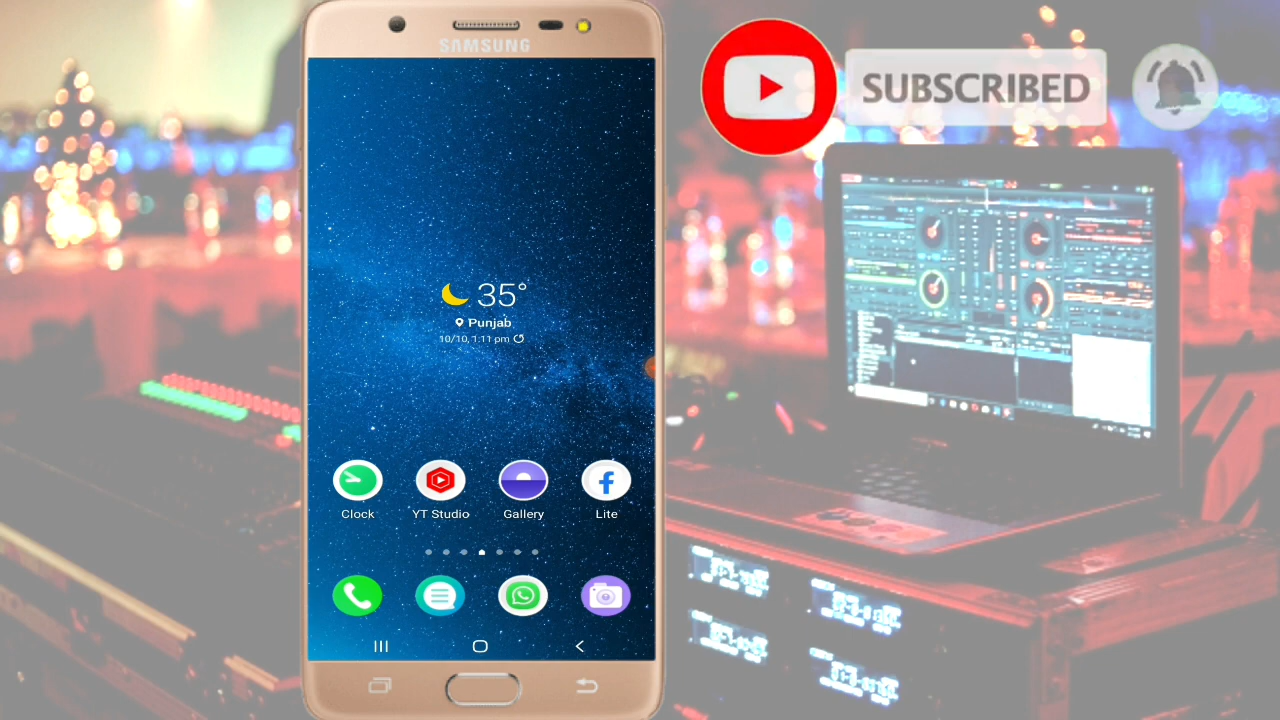 SAMSUNG
SUBSCRIBED
35°
Punjab
10/10, 1:11 pm
Clock
YT Studio
Gallery
Lite